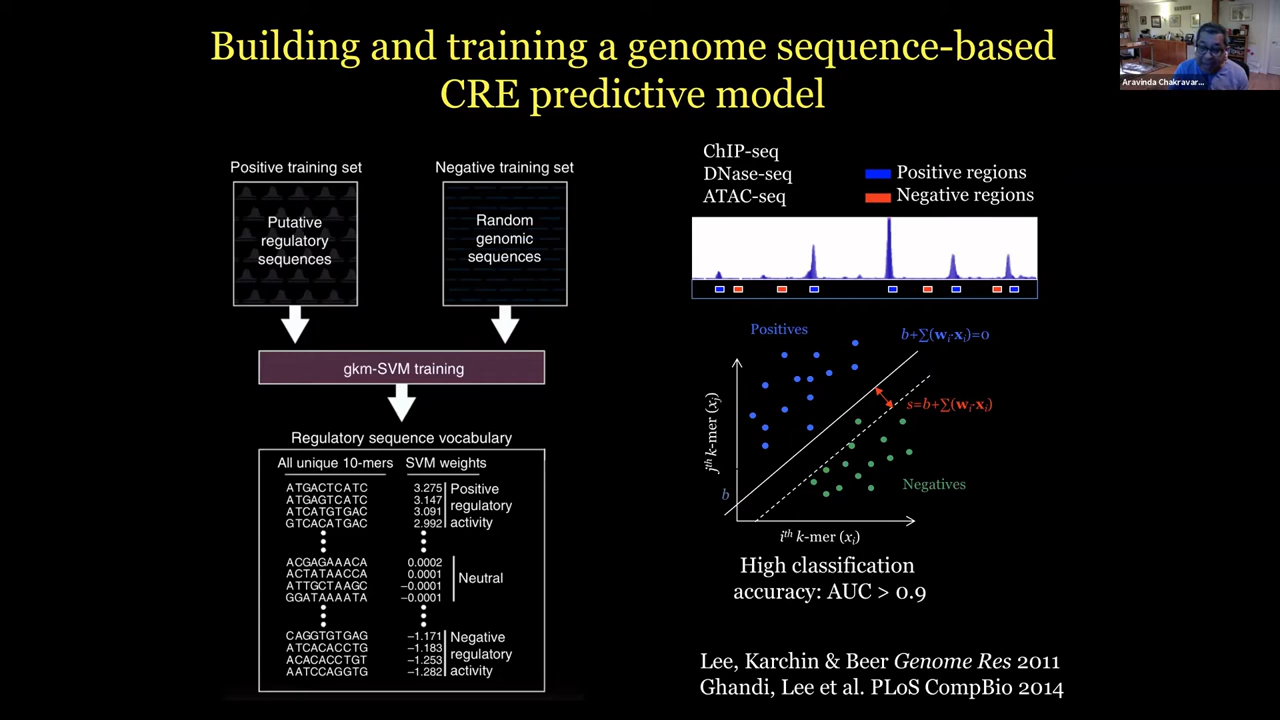 Building and training a genome sequence-based
CRE predictive model
Aravinda Chakravar...
Positive training set
Negative training set
Putative
regulatory
sequences
Random
genomic
sequences
gkm-SVM training
Regulatory sequence vocabulary
All unique 10-mers SVM weights
ATGACTCATC 3.275
ATGAGTCATC 3.147
ATCATGTGAC 3.091
GTCACATGAC 2.992
Positive
regulatory
activity
ACGAGAAACA 0.0002
ACTATAACCA 0.0001
ATTGCTAAGC −0.0001
GGATAAAATA −0.0001
Neutral
CAGGTGTGAG −1.171
ATCACACCTG −1.183
ACACACCTGT −1.253
AATCCAGGTG −1.282
Negative
regulatory
activity
ChIP-seq
DNase-seq
ATAC-seq
Positive regions
Negative regions
Positives
b+∑(wi·xi)=0
s=b+∑(wi·xi)
jth k-mer (xj)
b
Negatives
ith k-mer (xi)
High classification
accuracy: AUC > 0.9
Lee, Karchin & Beer Genome Res 2011
Ghandi, Lee et al. PLoS CompBio 2014